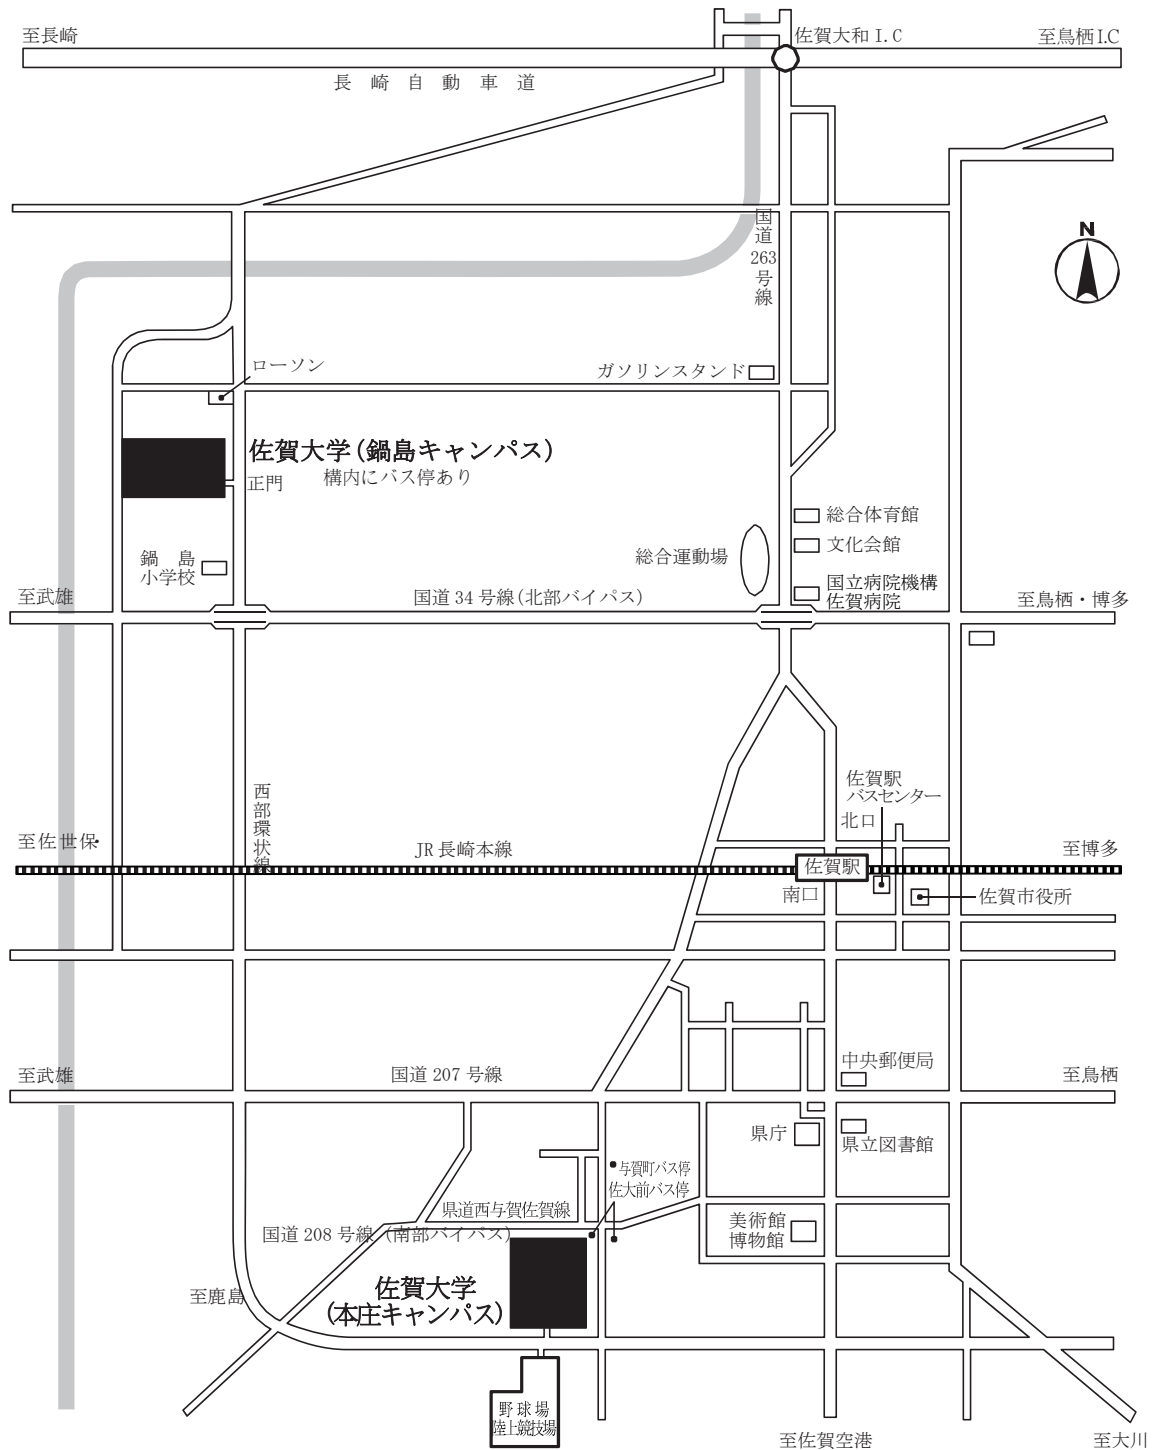 至長崎
佐賀大和I.C
至鳥栖I.C
長崎自動車道
N
国道263号線
ローソン
ガソリンスタンド
佐賀大学(鍋島キャンパス)
正門
構内にバス停あり
総合体育館
文化会館
総合運動場
鍋島
小学校
国立病院機構
佐賀病院
至武雄
国道34号線(北部バイパス)
至鳥栖・博多
西部環状線
佐賀駅
バスセンター
北口
至佐世保
JR長崎本線
佐賀駅
至博多
南口
佐賀市役所
中央郵便局
至武雄
国道207号線
至鳥栖
県庁
県立図書館
与賀町バス停
佐大前バス停
県道西与賀佐賀線
国道208号線(南部バイパス)
美術館
博物館
佐賀大学
(本庄キャンパス)
至鹿島
野球場
陸上競技場
至佐賀空港
至大川